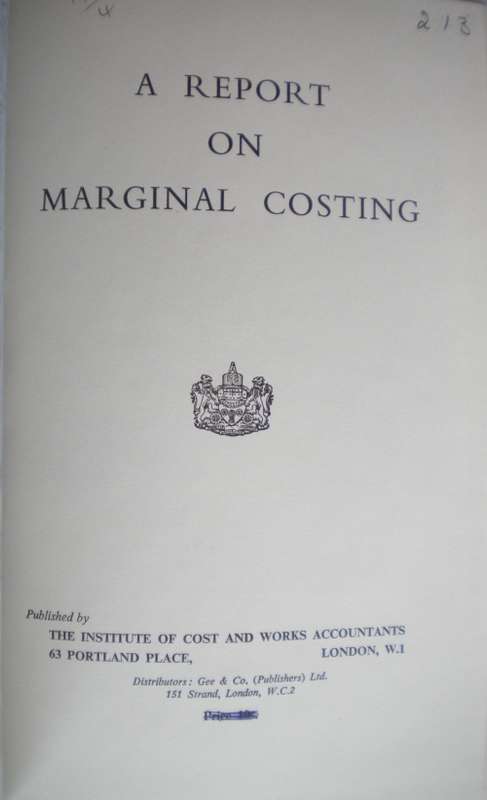 213
A REPORT
ON
MARGINAL COSTING
Published by
THE INSTITUTE OF COST AND WORKS ACCOUNTANTS
63 PORTLAND PLACE, LONDON, W.1
Distributors: Gee & Co. (Publishers) Ltd.
151 Strand, London, W.C.2